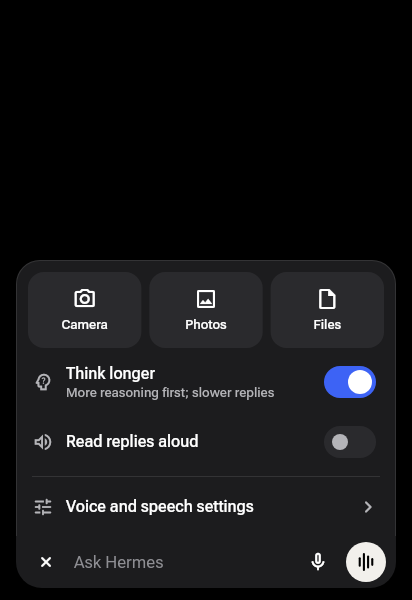 Camera
Photos
Files
Think longer
More reasoning first; slower replies
Read replies aloud
Voice and speech settings
Ask Hermes